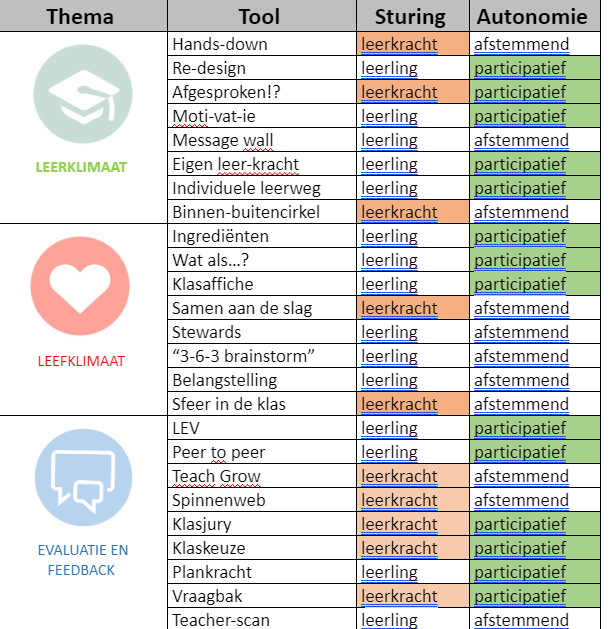 Thema Tool Sturing Autonomie
Hands-down leerkracht afstemmend
Re-design leerling participatief
Afgesproken!? leerkracht participatief
Moti-vat-ie leerling participatief
Message wall leerling afstemmend
LEERKLIMAAT Eigen leer-kracht leerling participatief
Individuele leerweg leerling participatief
Binnen-buitencirkel leerkracht afstemmend
Ingrediënten leerling participatief
Wat als...? leerling participatief
Klasaffiche leerling participatief
Samen aan de slag leerkracht afstemmend
Stewards leerling afstemmend
LEEFKLIMAAT “3-6-3 brainstorm” leerling afstemmend
Belangstelling leerling afstemmend
Sfeer in de klas leerkracht afstemmend
LEV leerling participatief
Peer to peer leerling participatief
Teach Grow leerkracht afstemmend
Spinnenweb leerkracht afstemmend
Klasjury leerkracht participatief
EVALUATIE EN Klaskeuze leerkracht participatief
FEEDBACK Plankracht leerling participatief
Vraagbak leerkracht participatief
Teacher-scan leerling afstemmend